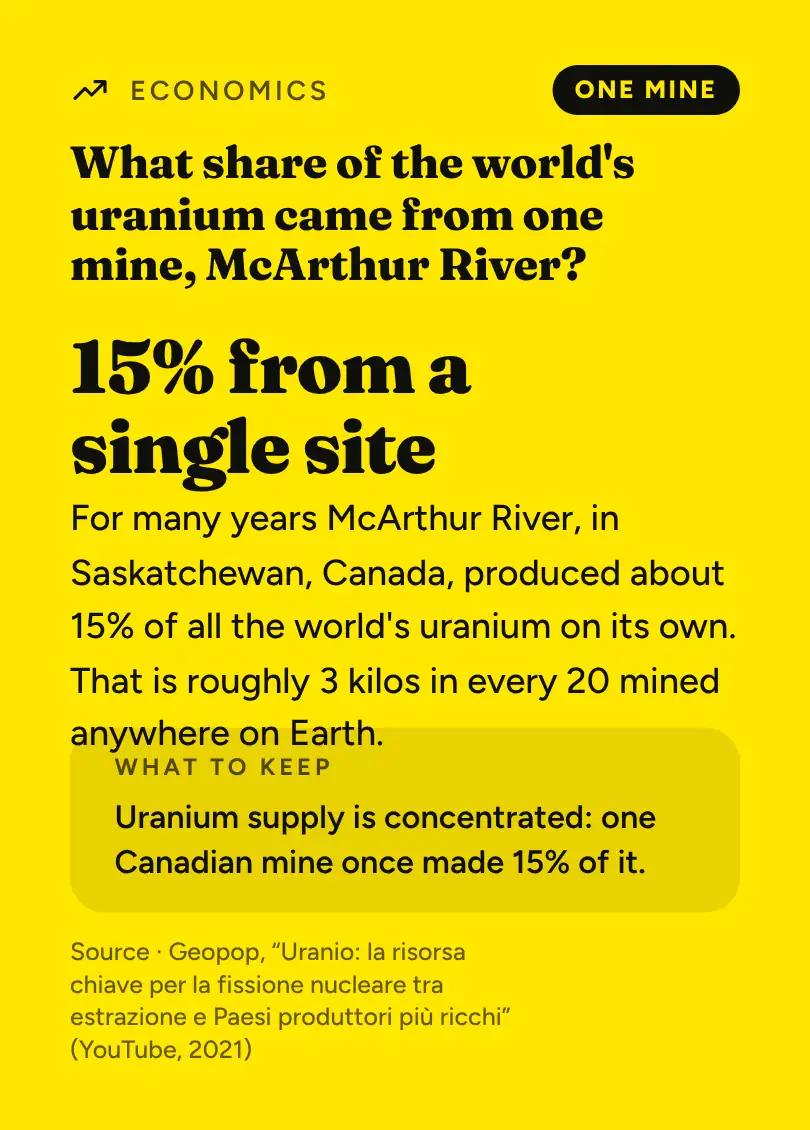 ECONOMICS
ONE MINE
What share of the world's
uranium came from one
mine, McArthur River?
15% from a
single site
For many years McArthur River, in
Saskatchewan, Canada, produced about
15% of all the world's uranium on its own.
That is roughly 3 kilos in every 20 mined
anywhere on Earth.
WHAT TO KEEP
Uranium supply is concentrated: one
Canadian mine once made 15% of it.
Source · Geopop, “Uranio: la risorsa
chiave per la fissione nucleare tra
estrazione e Paesi produttori più ricchi”
(YouTube, 2021)